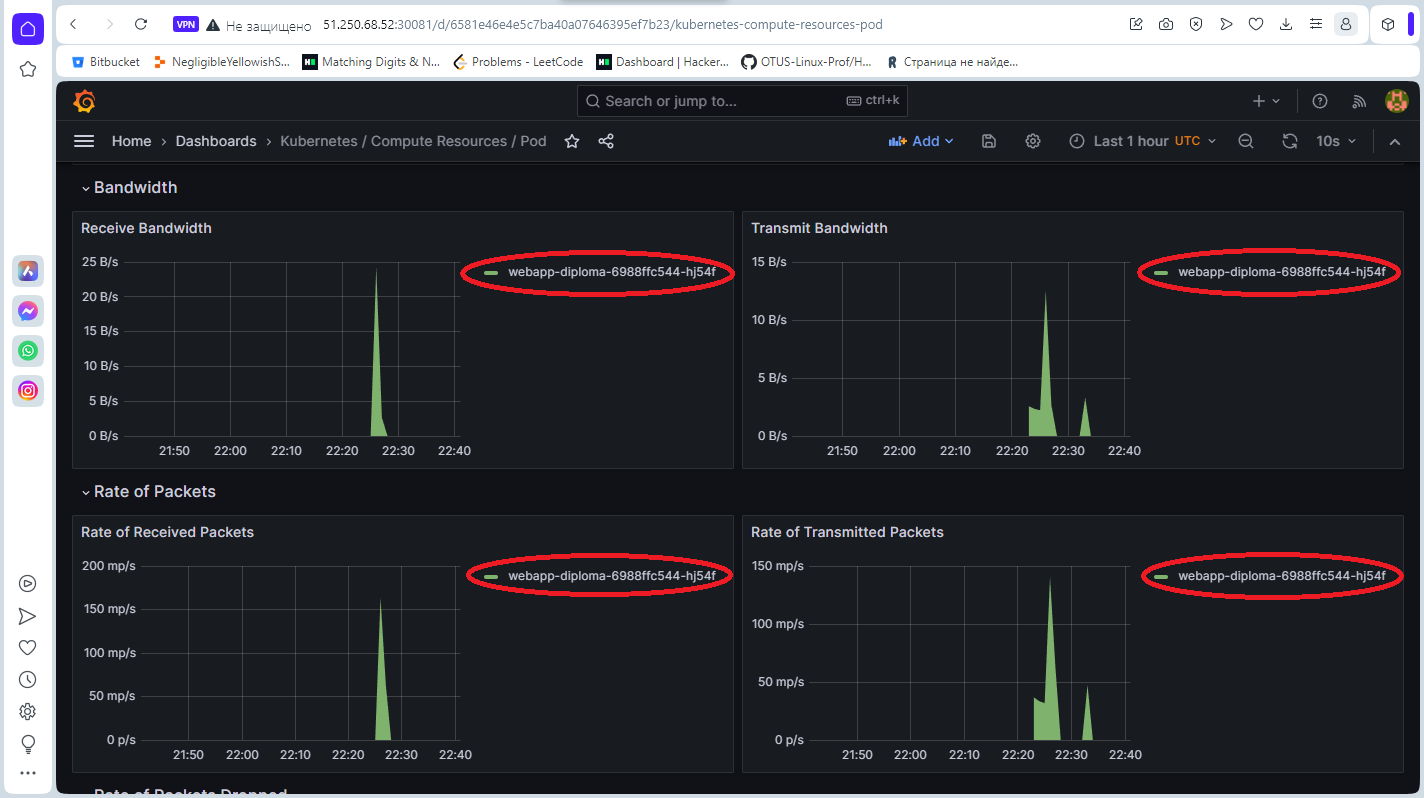 VPN Не защищено 51.250.68.52:30081/d/6581e46e4e5c7ba40a07646395ef7b23/kubernetes-compute-resources-pod
Bitbucket NegligibleYellowishS... Matching Digits & N... Problems - LeetCode Dashboard | Hacker... OTUS-Linux-Prof/H... Страница не найде...
Search or jump to... ctrl+k
Home › Dashboards › Kubernetes / Compute Resources / Pod Add Last 1 hour UTC 10s
Bandwidth
Receive Bandwidth
25 B/s
20 B/s
15 B/s
10 B/s
5 B/s
0 B/s
21:50 22:00 22:10 22:20 22:30 22:40
webapp-diploma-6988ffc544-hj54f
Transmit Bandwidth
15 B/s
10 B/s
5 B/s
0 B/s
21:50 22:00 22:10 22:20 22:30 22:40
webapp-diploma-6988ffc544-hj54f
Rate of Packets
Rate of Received Packets
200 mp/s
150 mp/s
100 mp/s
50 mp/s
0 p/s
21:50 22:00 22:10 22:20 22:30 22:40
webapp-diploma-6988ffc544-hj54f
Rate of Transmitted Packets
150 mp/s
100 mp/s
50 mp/s
0 p/s
21:50 22:00 22:10 22:20 22:30 22:40
webapp-diploma-6988ffc544-hj54f
Rate of Packets Dropped